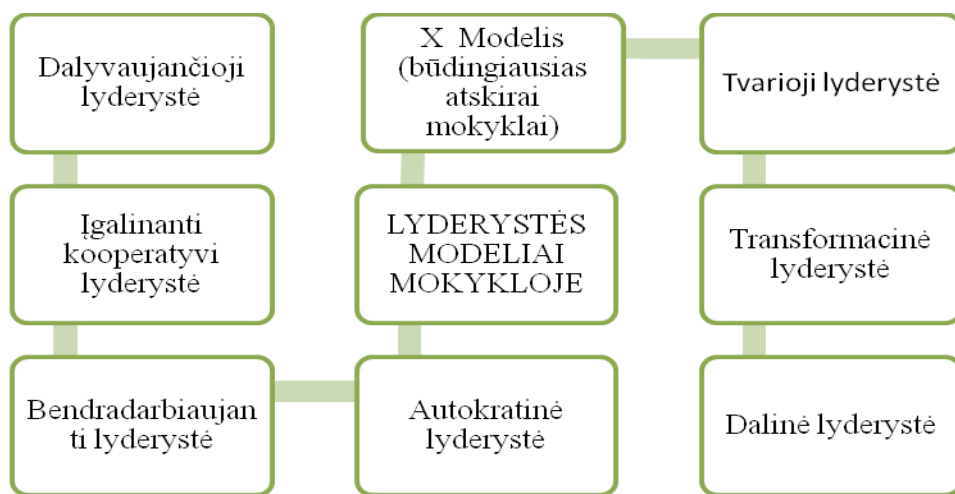 Dalyvaujančioji
lyderystė
Įgalinanti
kooperatyvi
lyderystė
Bendradarbiaujan
ti lyderystė
Autokratinė
lyderystė
LYDERYSTĖS
MODELIAI
MOKYKLOJE
X Modelis
(būdingiausias
atskirai
mokyklai)
Tvarioji lyderystė
Transformacinė
lyderystė
Dalinė lyderystė